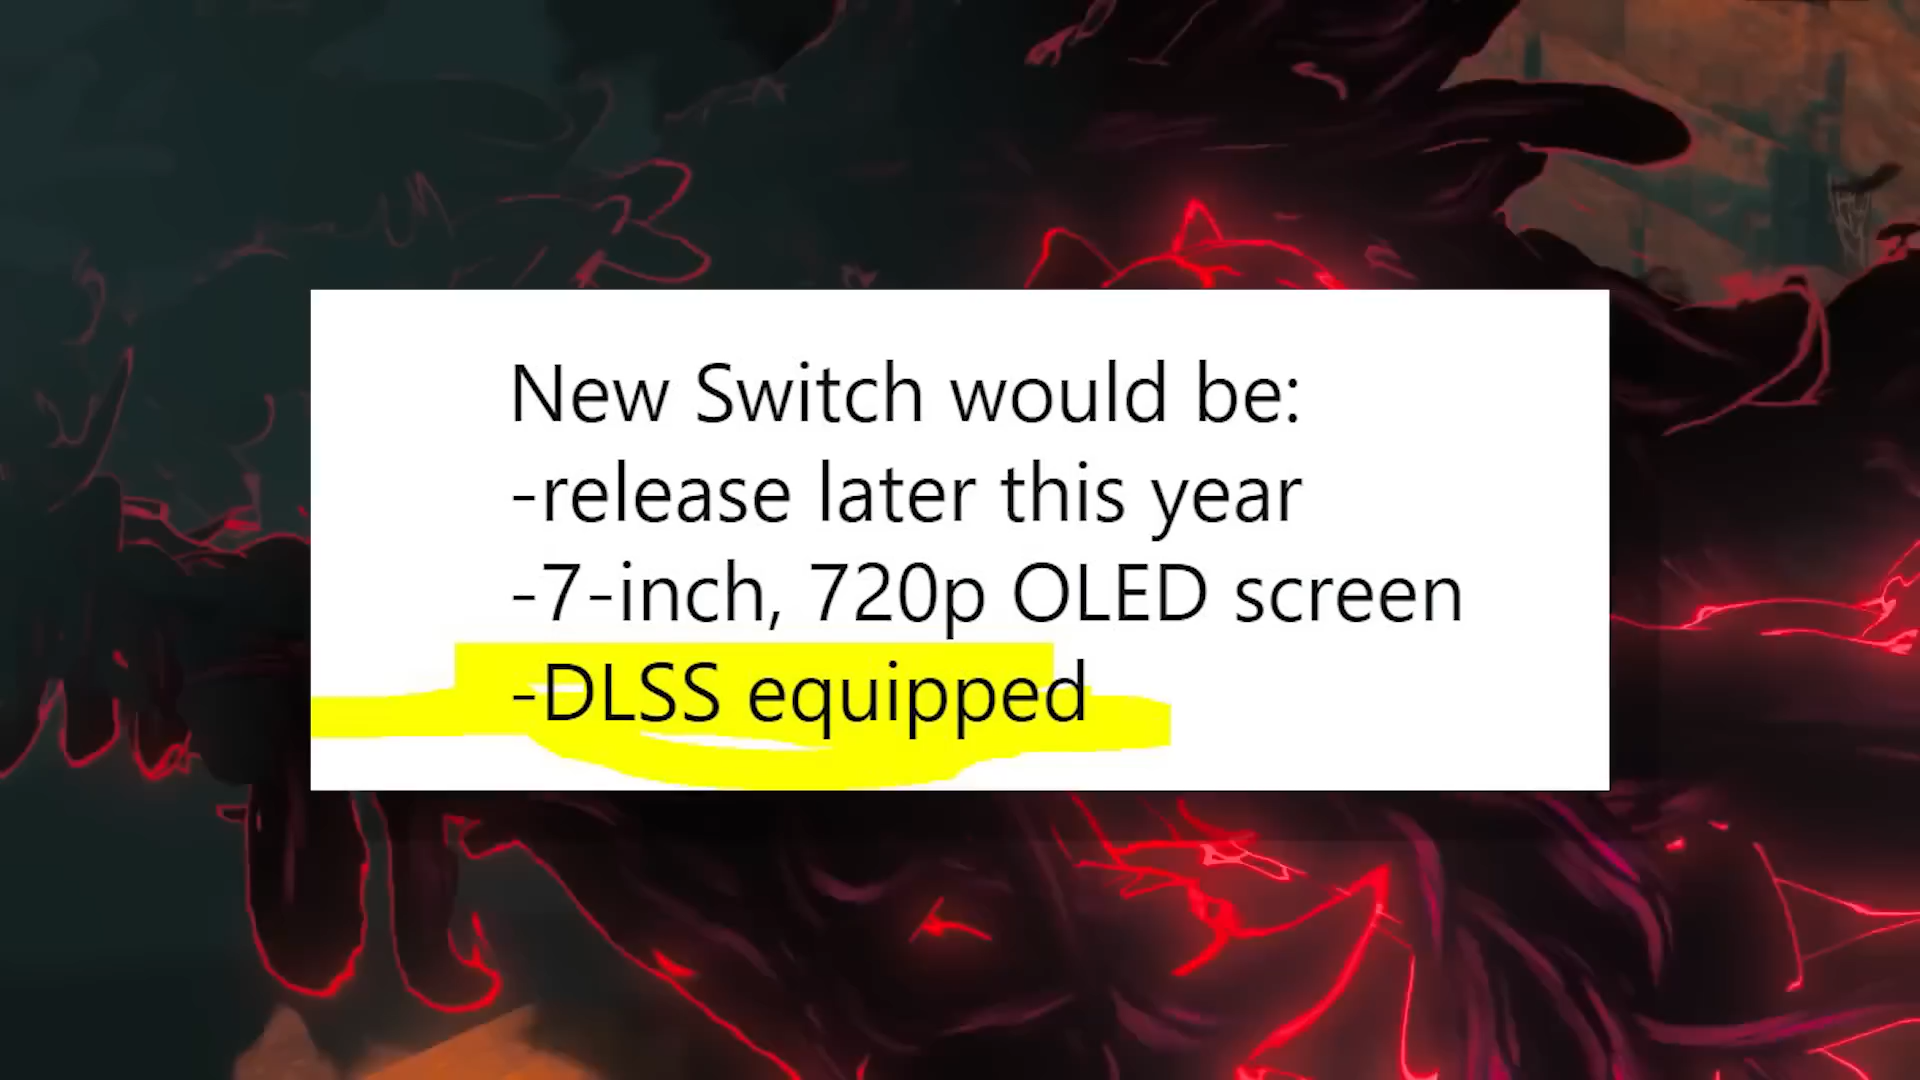 New Switch would be:
-release later this year
-7-inch, 720p OLED screen
-DLSS equipped